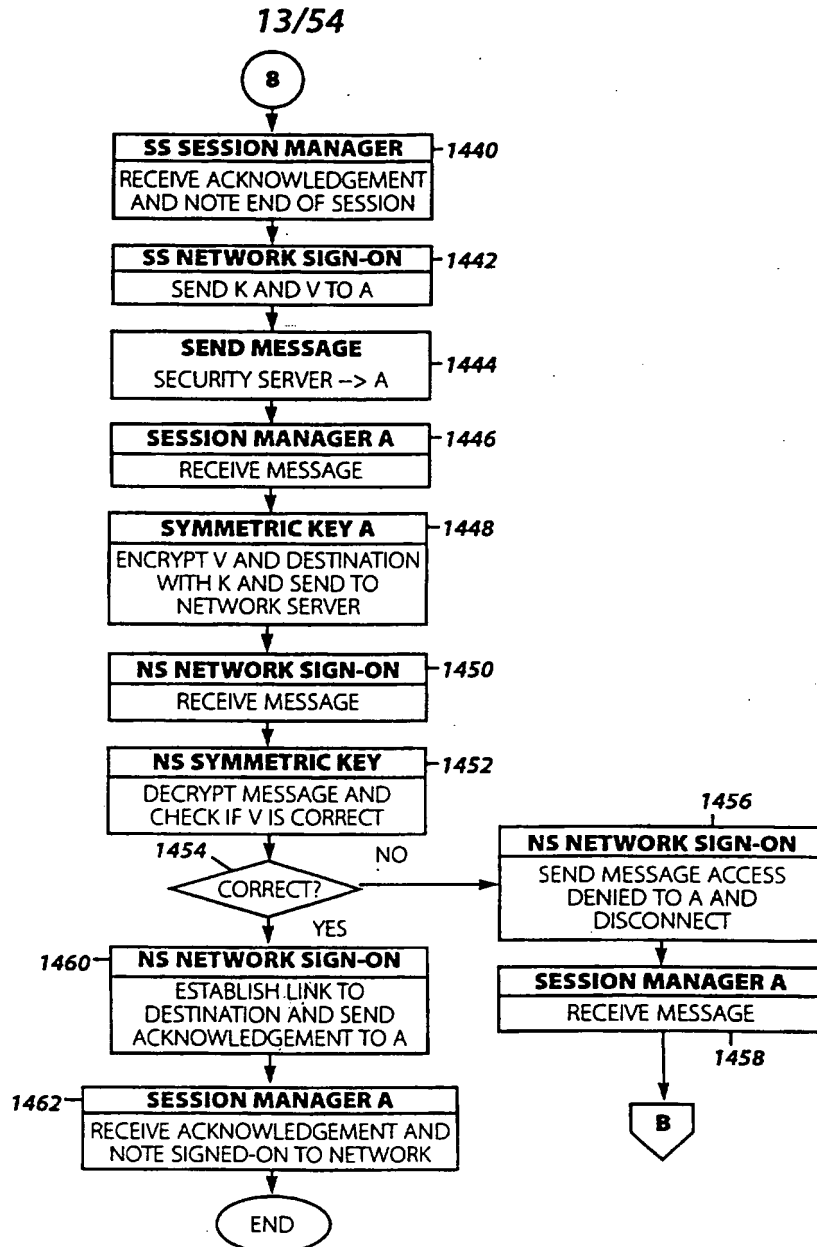 13/54
8
SS SESSION MANAGER
1440
RECEIVE ACKNOWLEDGEMENT
AND NOTE END OF SESSION
SS NETWORK SIGN-ON
1442
SEND K AND V TO A
SEND MESSAGE
1444
SECURITY SERVER --> A
SESSION MANAGER A
1446
RECEIVE MESSAGE
SYMMETRIC KEY A
1448
ENCRYPT V AND DESTINATION
WITH K AND SEND TO
NETWORK SERVER
NS NETWORK SIGN-ON
1450
RECEIVE MESSAGE
NS SYMMETRIC KEY
1452
DECRYPT MESSAGE AND
CHECK IF V IS CORRECT
1454
CORRECT?
NO
YES
1456
NS NETWORK SIGN-ON
SEND MESSAGE ACCESS
DENIED TO A AND
DISCONNECT
SESSION MANAGER A
RECEIVE MESSAGE
1458
B
1460
NS NETWORK SIGN-ON
ESTABLISH LINK TO
DESTINATION AND SEND
ACKNOWLEDGEMENT TO A
1462
SESSION MANAGER A
RECEIVE ACKNOWLEDGEMENT AND
NOTE SIGNED-ON TO NETWORK
END